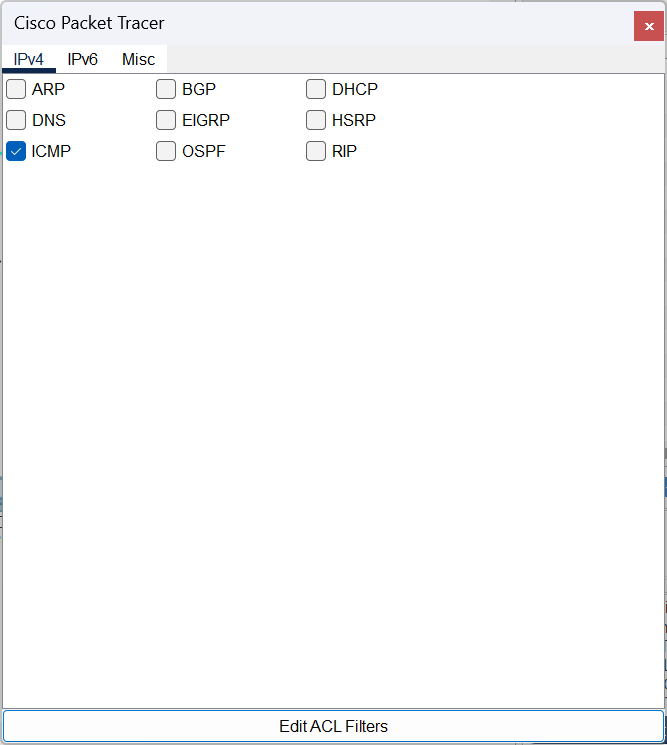 Cisco Packet Tracer
IPv4 IPv6 Misc
ARP BGP DHCP
DNS EIGRP HSRP
ICMP OSPF RIP
Edit ACL Filters